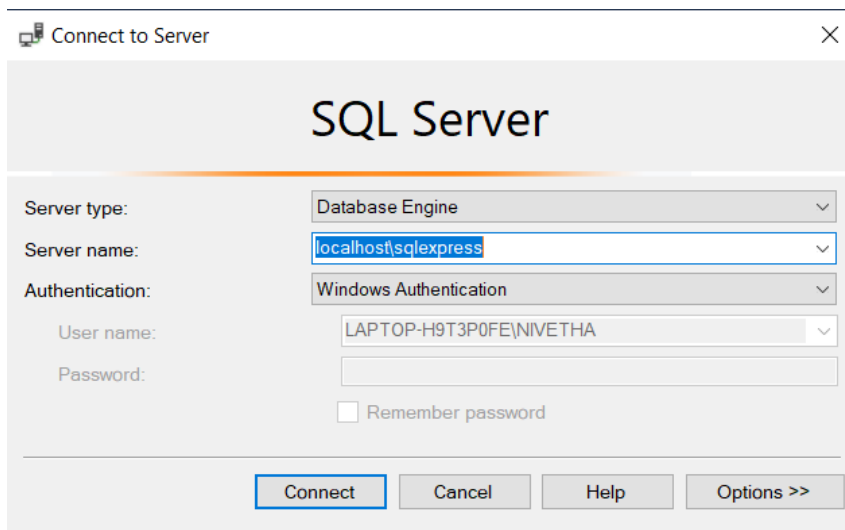 Connect to Server
SQL Server
Server type: Database Engine
Server name: localhost\sqlexpress
Authentication: Windows Authentication
User name: LAPTOP-H9T3P0FE\NIVETHA
Password:
Remember password
Connect Cancel Help Options >>